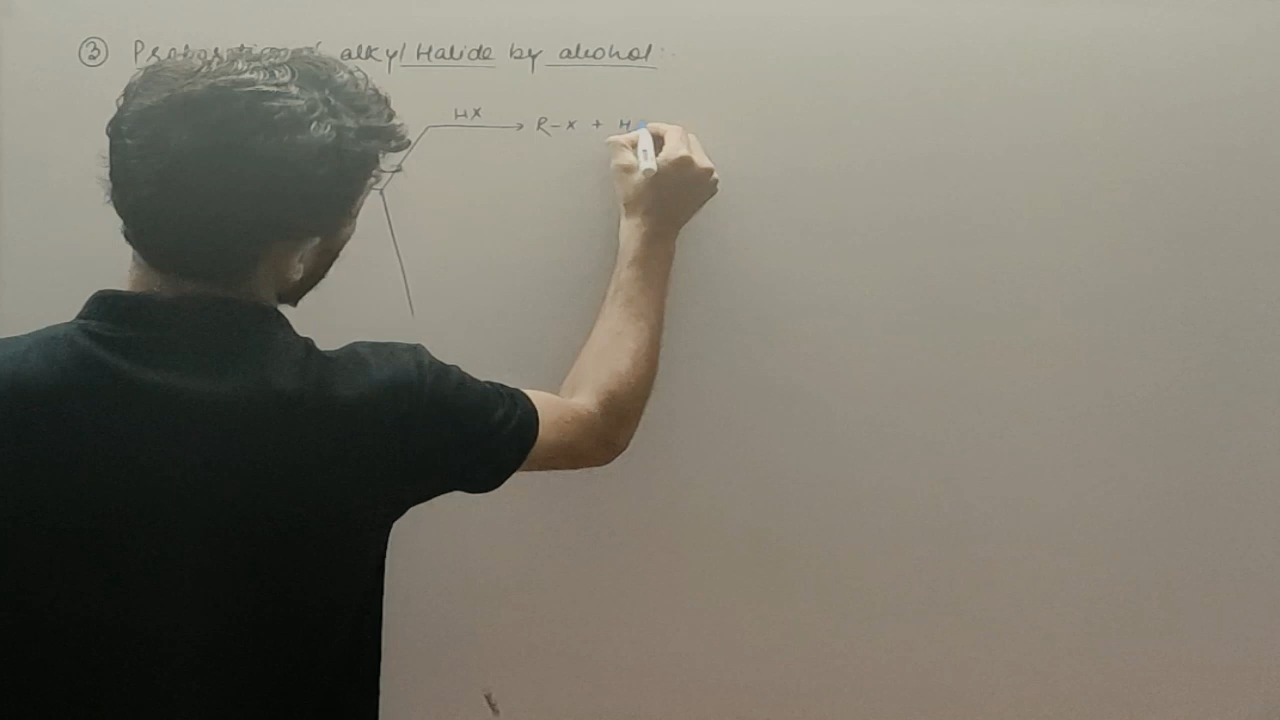 ③ Preparation of alkyl Halide by alcohol :-
HX
R-X + H